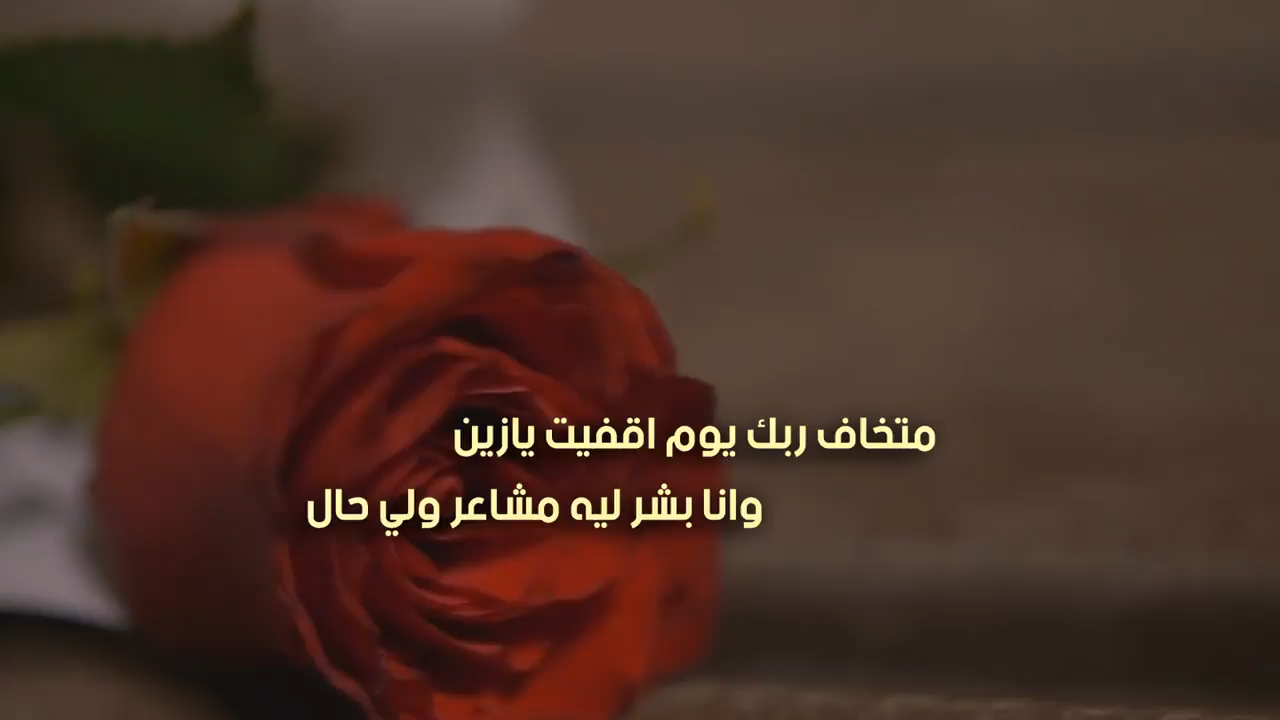 متخاف ربك يوم اقفيت يازين
وانا بشر ليه مشاعر ولي حال